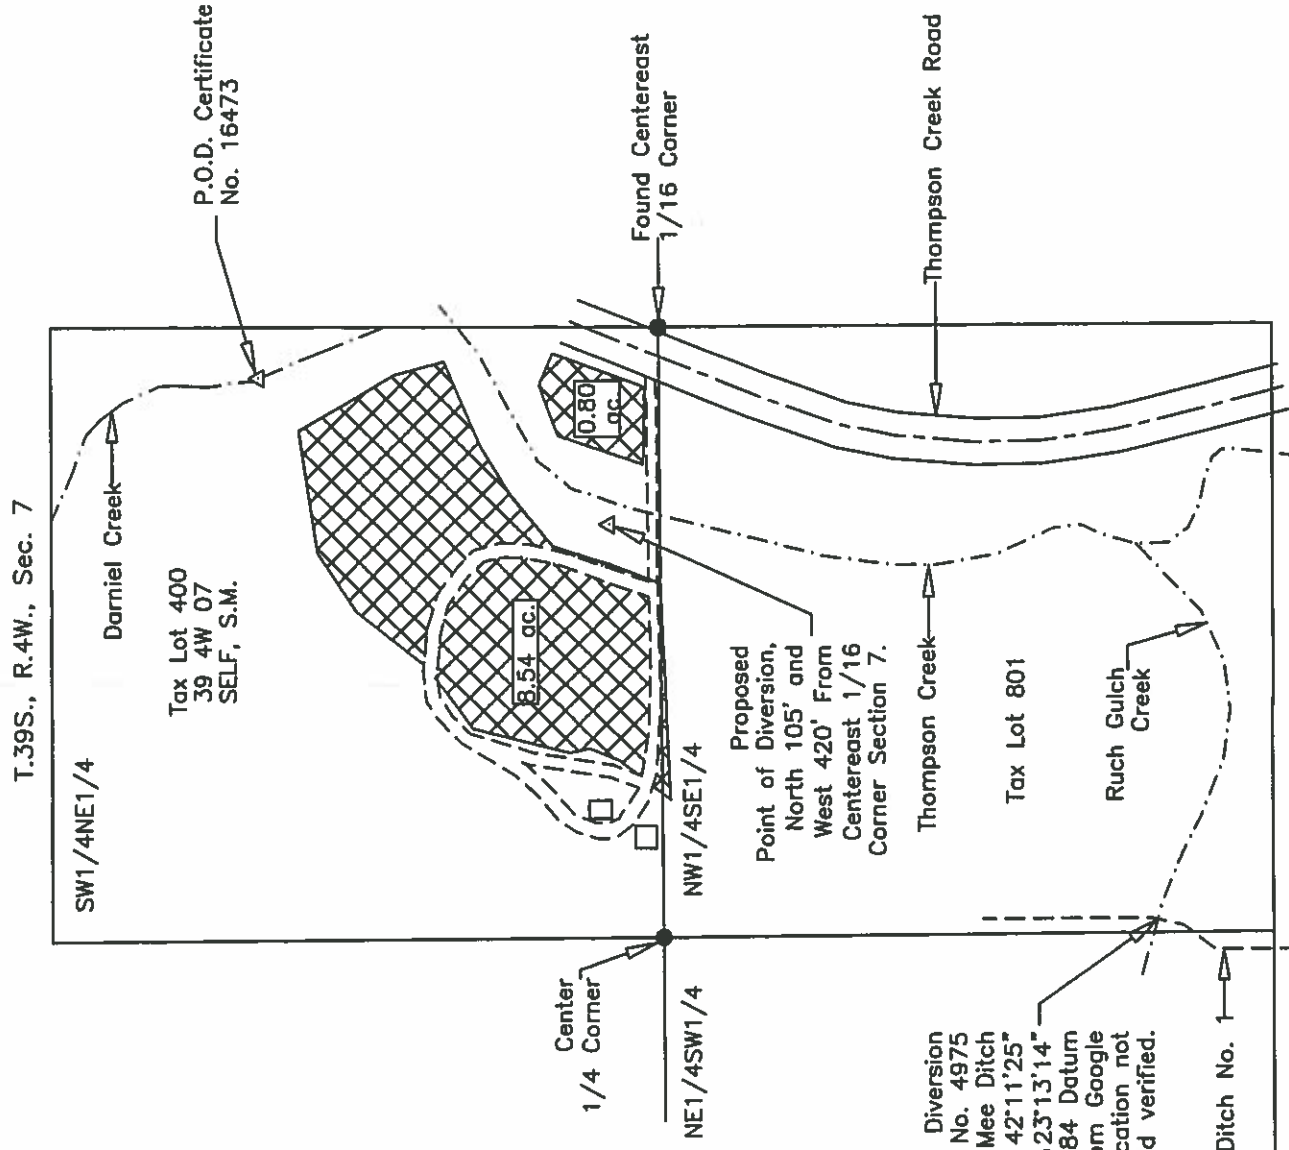 T.39S., R.4W., Sec. 7
P.O.D. Certificate
No. 16473
SW1/4NE1/4
Darniel Creek
Tax Lot 400
39 4W 07
SELF, S.M.
Found Centereast
1/16 Corner
0.80
ac.
8.54 ac.
Thompson Creek Road
Center
1/4 Corner
NE1/4SW1/4
NW1/4SE1/4
Proposed
Point of Diversion,
North 105' and
West 420' From
Centereast 1/16
Corner Section 7.
Thompson Creek
Tax Lot 801
Ruch Gulch
Creek
Diversion
No. 4975
Mee Ditch
42°11'25"
23°13'14"
84 Datum
om Google
cation not
d verified.
Ditch No. 1